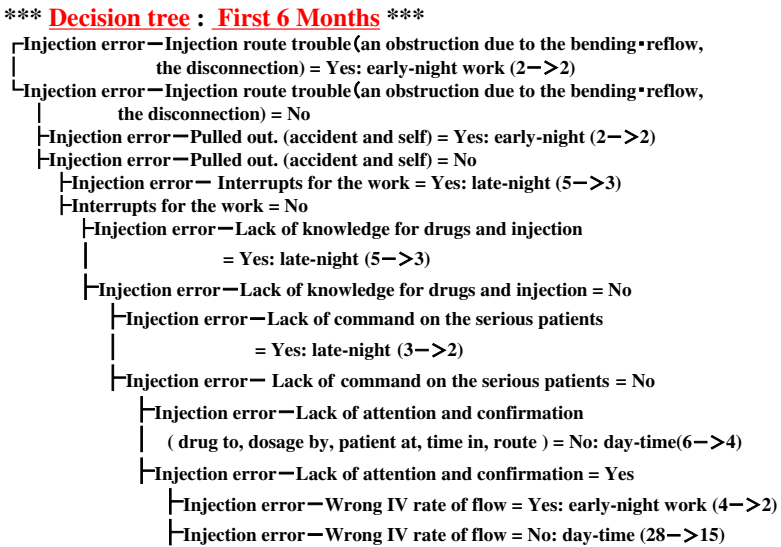 *** Decision tree : First 6 Months ***
Injection error－Injection route trouble(an obstruction due to the bending・reflow,
the disconnection) = Yes: early-night work (2－>2)
Injection error－Injection route trouble(an obstruction due to the bending・reflow,
the disconnection) = No
Injection error－Pulled out. (accident and self) = Yes: early-night (2－>2)
Injection error－Pulled out. (accident and self) = No
Injection error－ Interrupts for the work = Yes: late-night (5－>3)
Interrupts for the work = No
Injection error－Lack of knowledge for drugs and injection
= Yes: late-night (5－>3)
Injection error－Lack of knowledge for drugs and injection = No
Injection error－Lack of command on the serious patients
= Yes: late-night (3－>2)
Injection error－ Lack of command on the serious patients = No
Injection error－Lack of attention and confirmation
( drug to, dosage by, patient at, time in, route ) = No: day-time(6－>4)
Injection error－Lack of attention and confirmation = Yes
Injection error－Wrong IV rate of flow = Yes: early-night work (4－>2)
Injection error－Wrong IV rate of flow = No: day-time (28－>15)